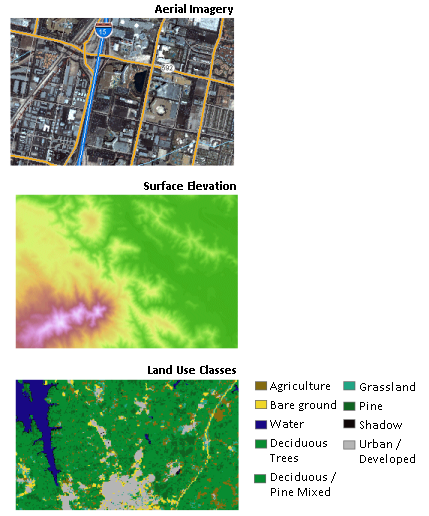 Aerial Imagery
15
592
Surface Elevation
Land Use Classes
Agriculture
Bare ground
Water
Deciduous
Trees
Deciduous /
Pine Mixed
Grassland
Pine
Shadow
Urban /
Developed